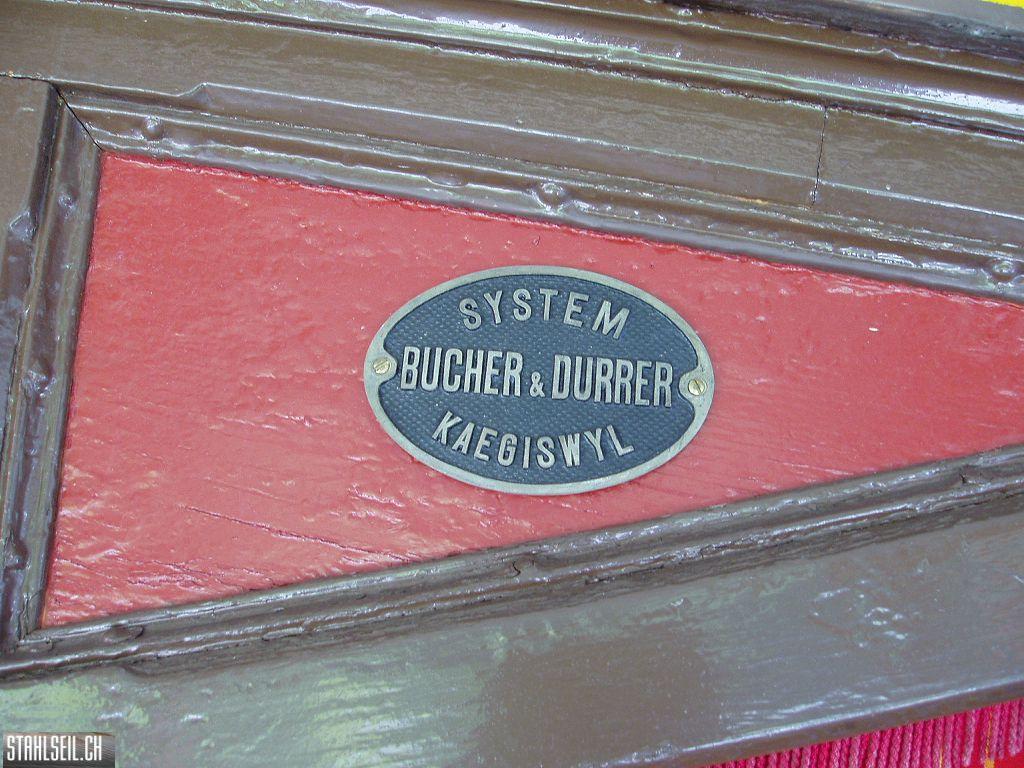 SYSTEM
BUCHER & DURRER
KAEGISWYL
STAHLSEIL.CH